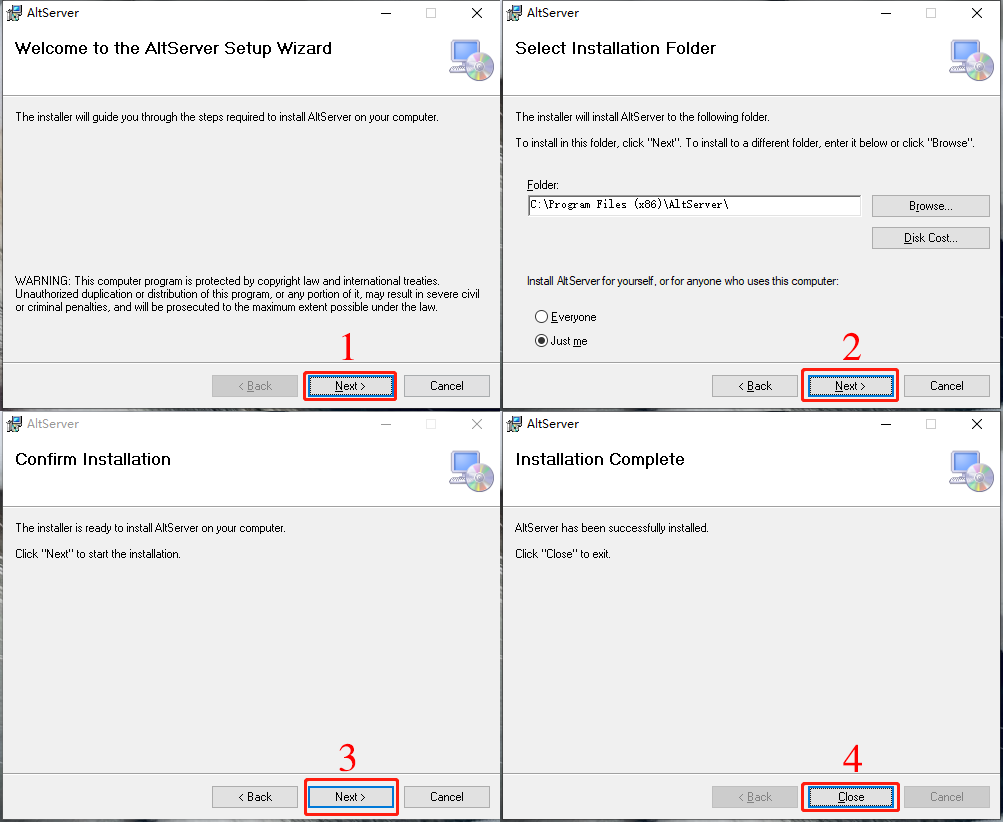 AltServer
Welcome to the AltServer Setup Wizard
The installer will guide you through the steps required to install AltServer on your computer.
WARNING: This computer program is protected by copyright law and international treaties.
Unauthorized duplication or distribution of this program, or any portion of it, may result in severe civil
or criminal penalties, and will be prosecuted to the maximum extent possible under the law.
1
< Back
Next >
Cancel
AltServer
Select Installation Folder
The installer will install AltServer to the following folder.
To install in this folder, click "Next". To install to a different folder, enter it below or click "Browse".
Folder:
C:\Program Files (x86)\AltServer\
Browse...
Disk Cost...
Install AltServer for yourself, or for anyone who uses this computer:
Everyone
Just me
2
< Back
Next >
Cancel
AltServer
Confirm Installation
The installer is ready to install AltServer on your computer.
Click "Next" to start the installation.
3
< Back
Next >
Cancel
AltServer
Installation Complete
AltServer has been successfully installed.
Click "Close" to exit.
4
< Back
Close
Cancel